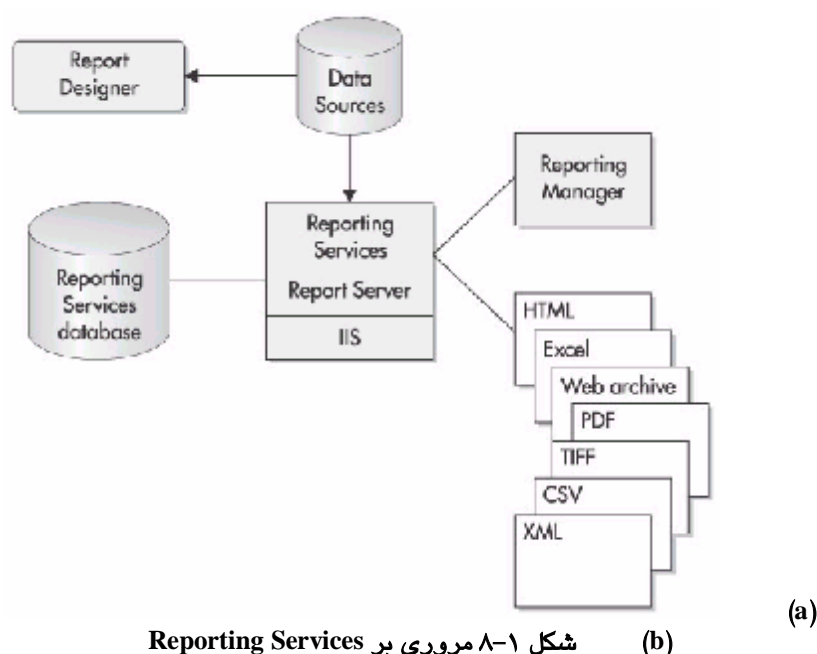 Report
Designer
Data
Sources
Reporting
Manager
Reporting
Services
Report Server
IIS
Reporting
Services
database
HTML
Excel
Web archive
PDF
TIFF
CSV
XML
(a)
(b) شکل ۱-۸ مروری بر Reporting Services